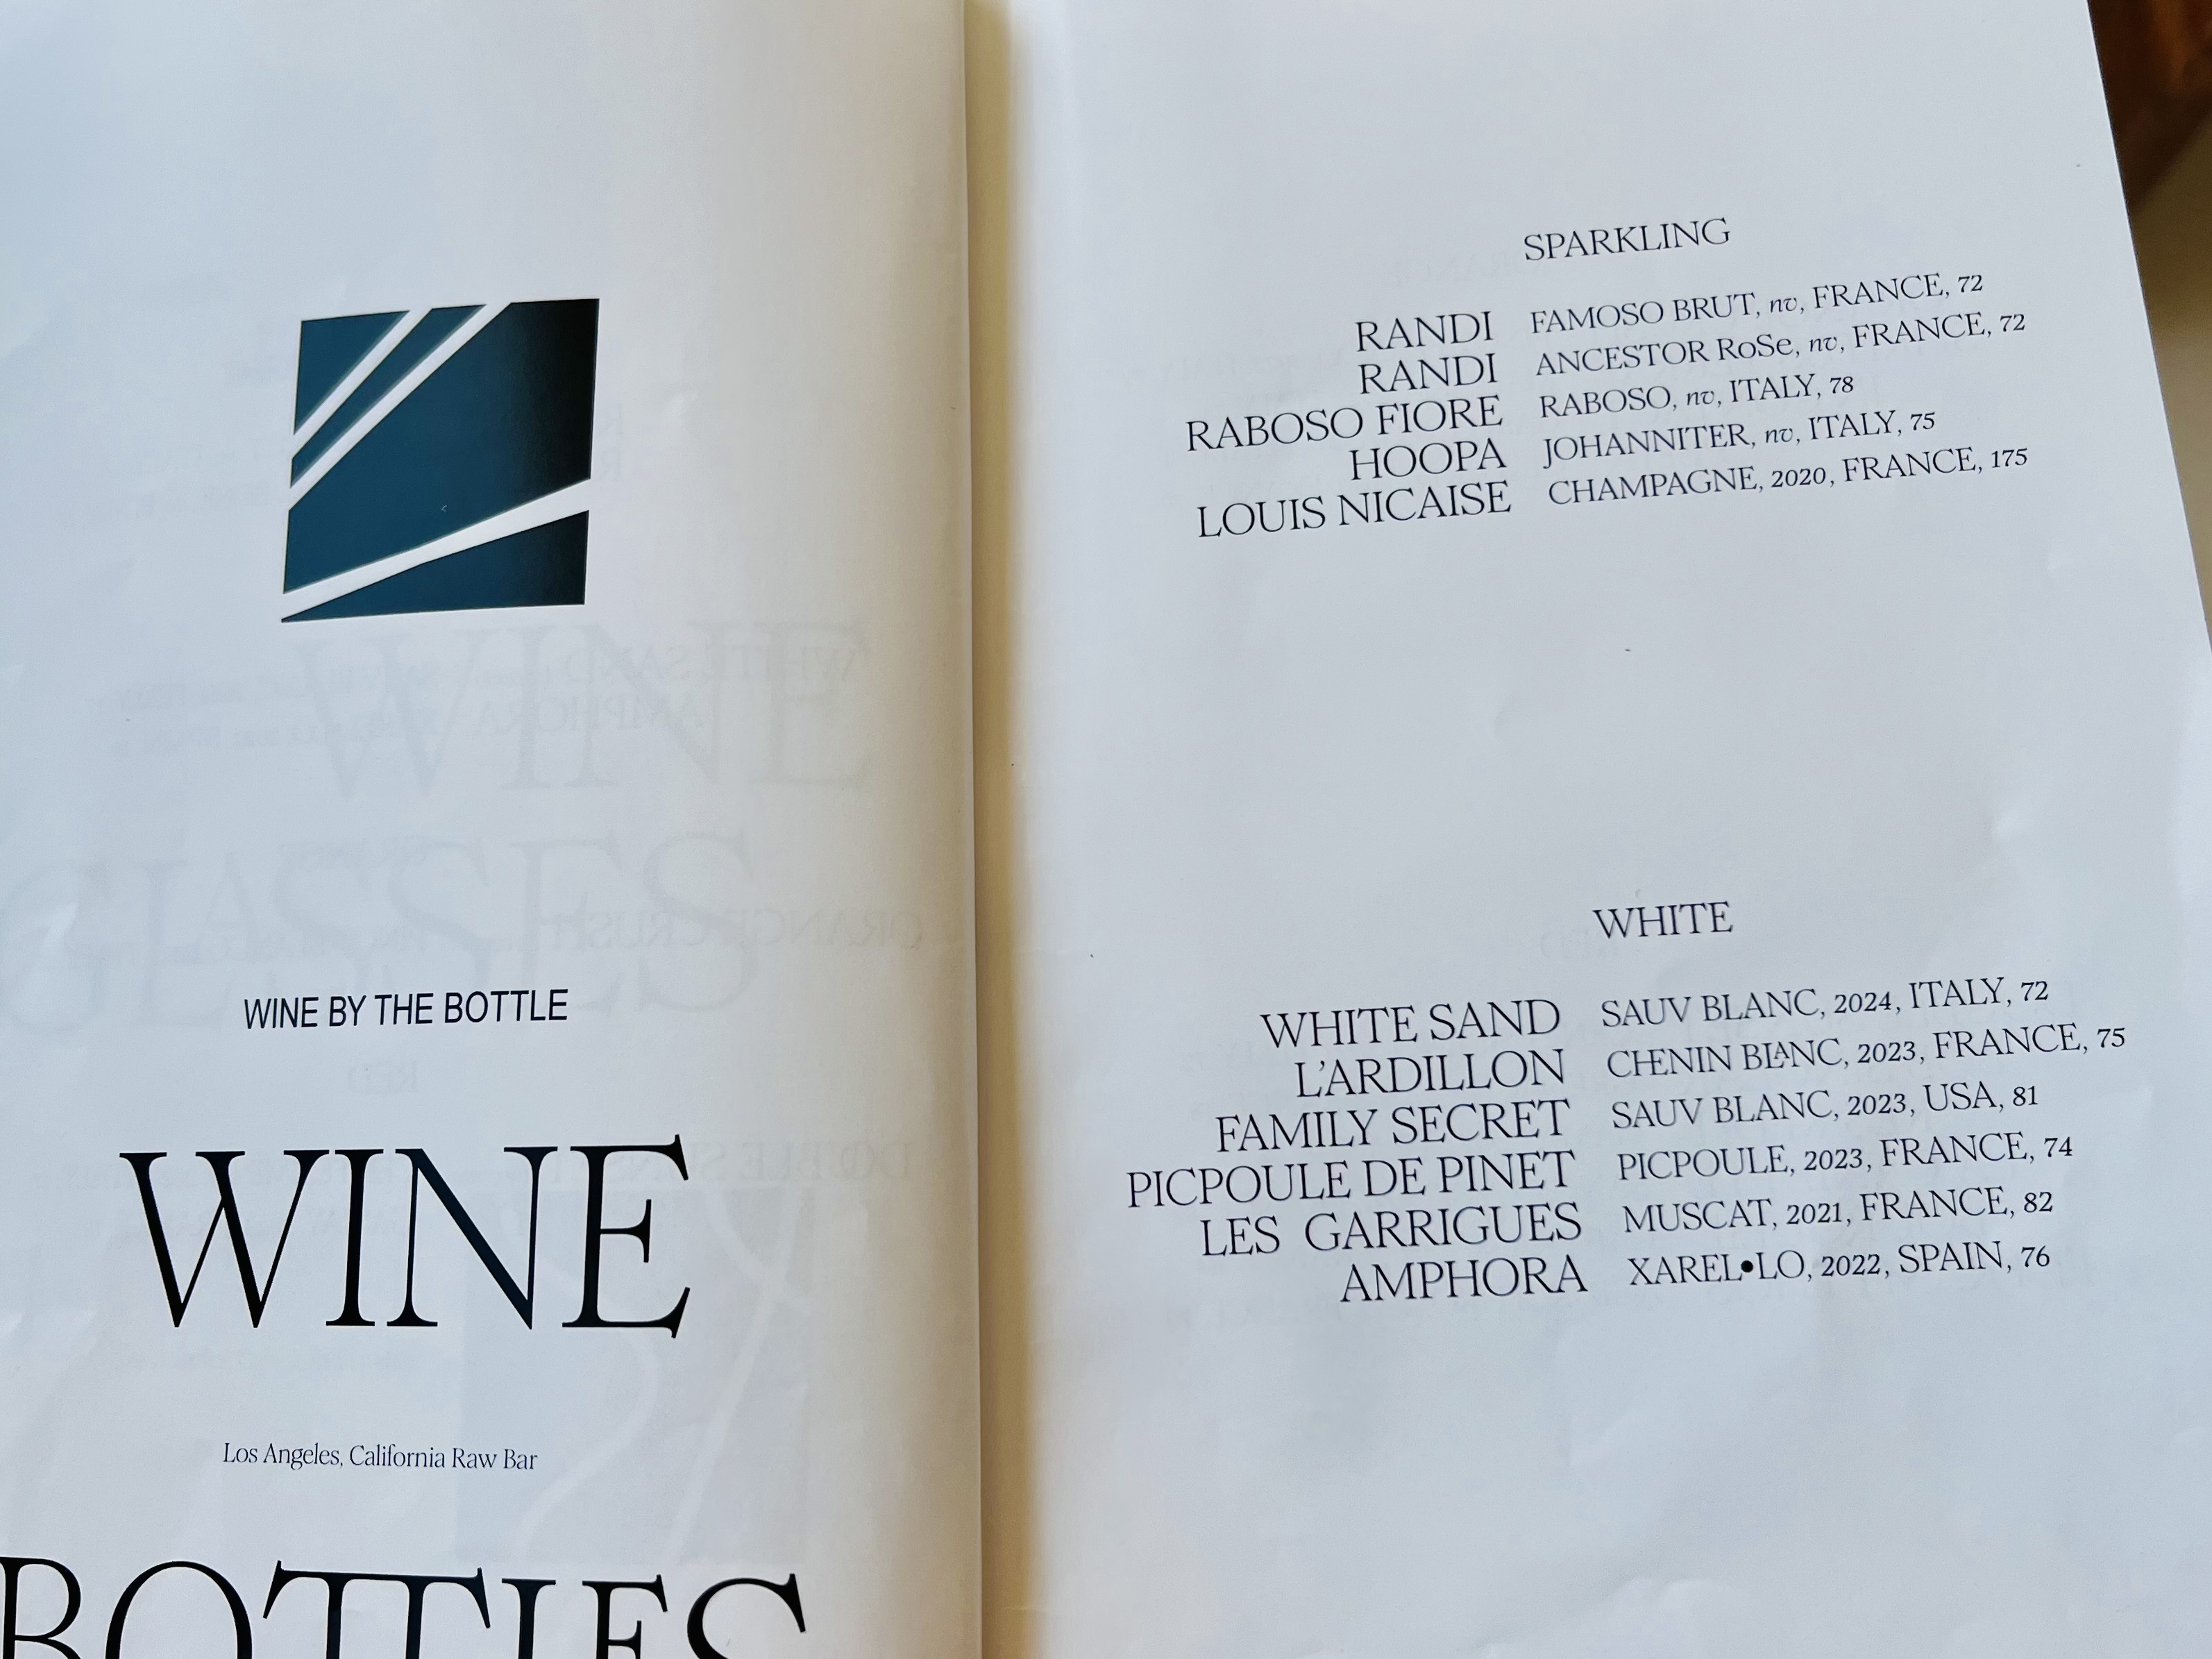 WINE BY THE BOTTLE
WINE
Los Angeles, California Raw Bar
BOTTLES
SPARKLING
RANDI FAMOSO BRUT, nv, FRANCE, 72
RANDI ANCESTOR RoSe, nv, FRANCE, 72
RABOSO FIORE RABOSO, nv, ITALY, 78
HOOPA JOHANNITER, nv, ITALY, 75
LOUIS NICAISE CHAMPAGNE, 2020, FRANCE, 175
WHITE
WHITE SAND SAUV BLANC, 2024, ITALY, 72
L'ARDILLON CHENIN BLANC, 2023, FRANCE, 75
FAMILY SECRET SAUV BLANC, 2023, USA, 81
PICPOULE DE PINET PICPOULE, 2023, FRANCE, 74
LES GARRIGUES MUSCAT, 2021, FRANCE, 82
AMPHORA XAREL•LO, 2022, SPAIN, 76